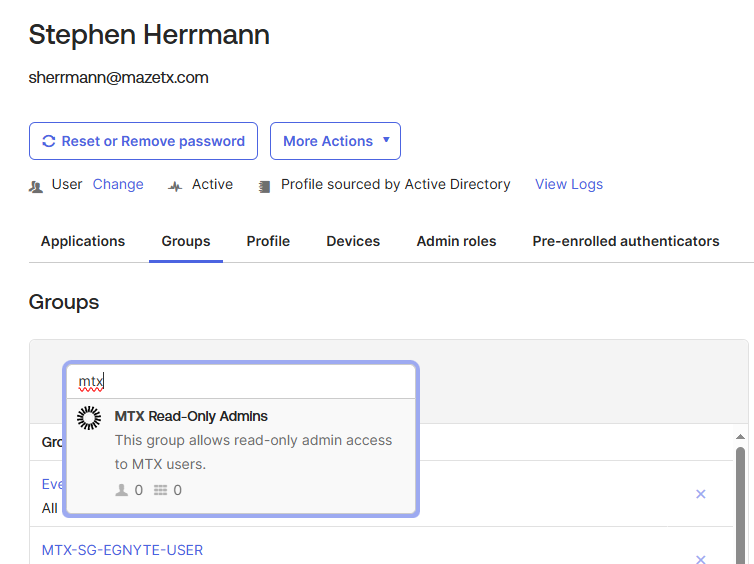 Stephen Herrmann
sherrmann@mazetx.com
Reset or Remove password More Actions
User Change Active Profile sourced by Active Directory View Logs
Applications Groups Profile Devices Admin roles Pre-enrolled authenticators
Groups
mtx
MTX Read-Only Admins
This group allows read-only admin access
to MTX users.
0 0
All
MTX-SG-EGNYTE-USER